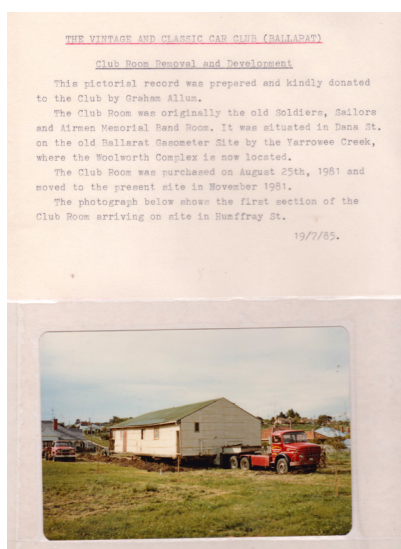 THE VINTAGE AND CLASSIC CAR CLUB (BALLARAT)
Club Room Removal and Development
This pictorial record was prepared and kindly donated
to the Club by Graham Allum.
The Club Room was originally the old Soldiers, Sailors
and Airmen Memorial Band Room. It was situated in Dana St.
on the old Ballarat Gasometer Site by the Yarrowee Creek,
where the Woolworth Complex is now located.
The Club Room was purchased on August 25th, 1981 and
moved to the present site in November 1981.
The photograph below shows the first section of the
Club Room arriving on site in Humffray St.
19/7/85.